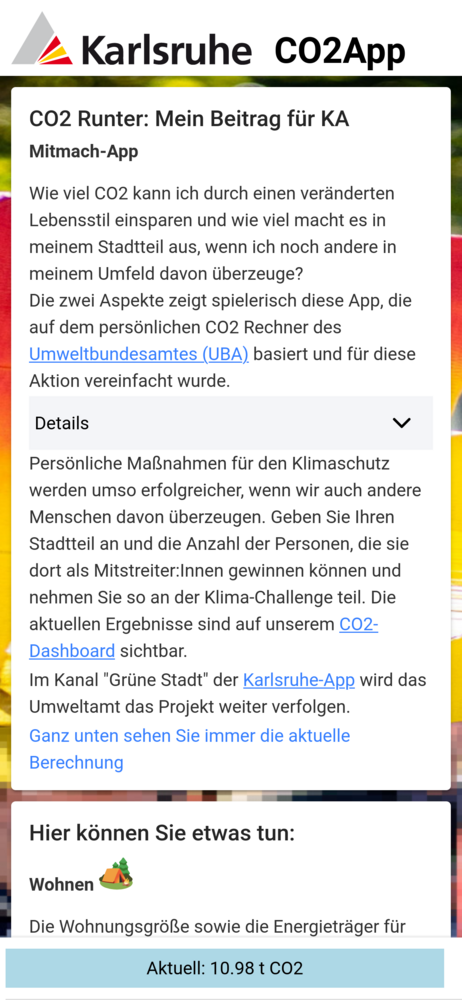 Karlsruhe CO2App
CO2 Runter: Mein Beitrag für KA
Mitmach-App
Wie viel CO2 kann ich durch einen veränderten
Lebensstil einsparen und wie viel macht es in
meinem Stadtteil aus, wenn ich noch andere in
meinem Umfeld davon überzeuge?
Die zwei Aspekte zeigt spielerisch diese App, die
auf dem persönlichen CO2 Rechner des
Umweltbundesamtes (UBA) basiert und für diese
Aktion vereinfacht wurde.
Details
Persönliche Maßnahmen für den Klimaschutz
werden umso erfolgreicher, wenn wir auch andere
Menschen davon überzeugen. Geben Sie Ihren
Stadtteil an und die Anzahl der Personen, die sie
dort als Mitstreiter:Innen gewinnen können und
nehmen Sie so an der Klima-Challenge teil. Die
aktuellen Ergebnisse sind auf unserem CO2-
Dashboard sichtbar.
Im Kanal "Grüne Stadt" der Karlsruhe-App wird das
Umweltamt das Projekt weiter verfolgen.
Ganz unten sehen Sie immer die aktuelle
Berechnung
Hier können Sie etwas tun:
Wohnen
Die Wohnungsgröße sowie die Energieträger für
Aktuell: 10.98 t CO2